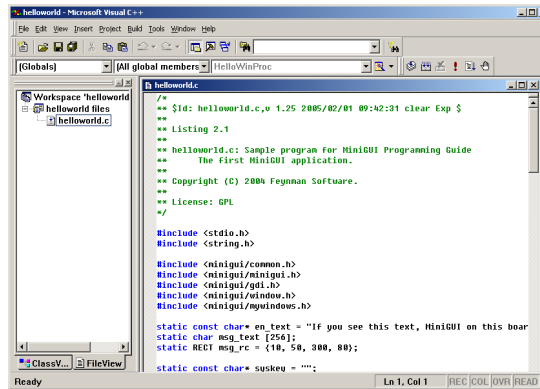 helloworld - Microsoft Visual C++
File Edit View Insert Project Build Tools Window Help
(Globals) (All global members HelloWinProc
Workspace 'helloworld
helloworld files
helloworld.c
ClassV... FileView
helloworld.c
/*
** $Id: helloworld.c,v 1.25 2005/02/01 09:42:31 clear Exp $
**
** Listing 2.1
**
** helloworld.c: Sample program for MiniGUI Programming Guide
** The first MiniGUI application.
**
** Copyright (C) 2004 Feynman Software.
**
** License: GPL
*/
#include <stdio.h>
#include <string.h>
#include <minigui/common.h>
#include <minigui/minigui.h>
#include <minigui/gdi.h>
#include <minigui/window.h>
#include <minigui/mywindows.h>
static const char* en_text = "If you see this text, MiniGUI on this boar
static char msg_text [256];
static RECT msg_rc = {10, 50, 300, 80};
static const char* syskey = "";
Ready Ln 1, Col 1 REC COL OVR READ